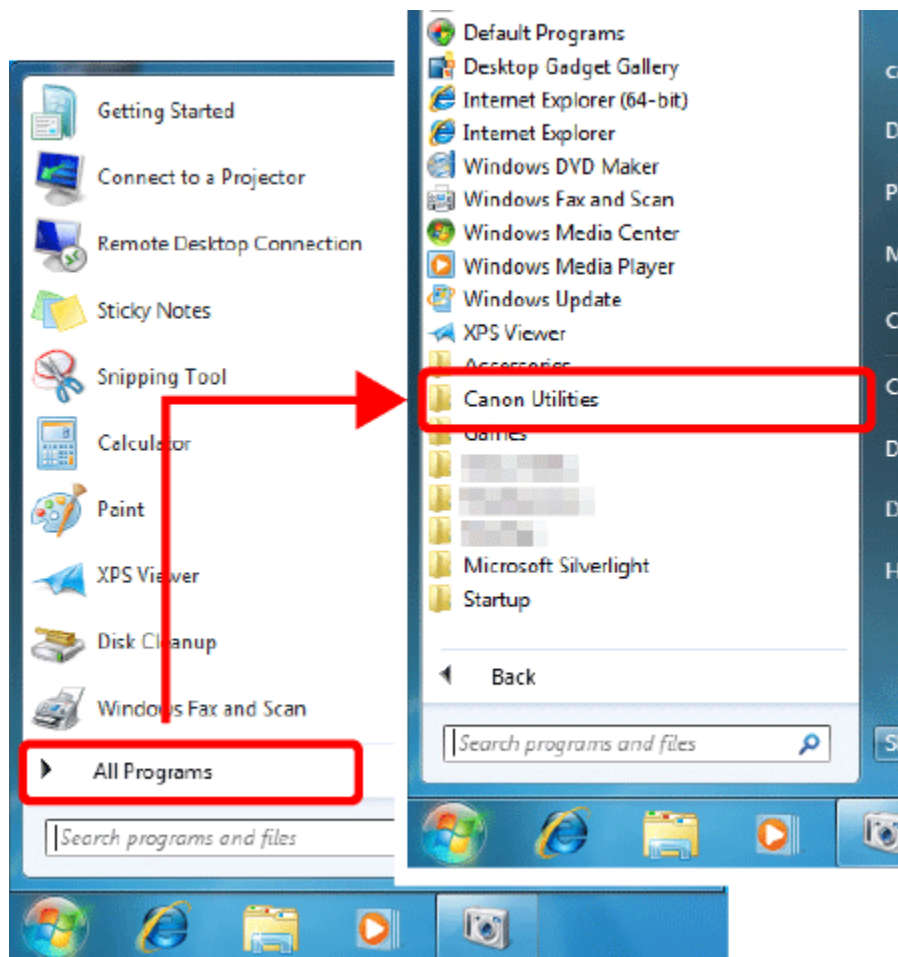 Getting Started
Connect to a Projector
Remote Desktop Connection
Sticky Notes
Snipping Tool
Calculator
Paint
XPS Viewer
Disk Cleanup
Windows Fax and Scan
All Programs
Search programs and files
Default Programs
Desktop Gadget Gallery
Internet Explorer (64-bit)
Internet Explorer
Windows DVD Maker
Windows Fax and Scan
Windows Media Center
Windows Media Player
Windows Update
XPS Viewer
Accessories
Canon Utilities
Games
Microsoft Silverlight
Startup
Back
Search programs and files